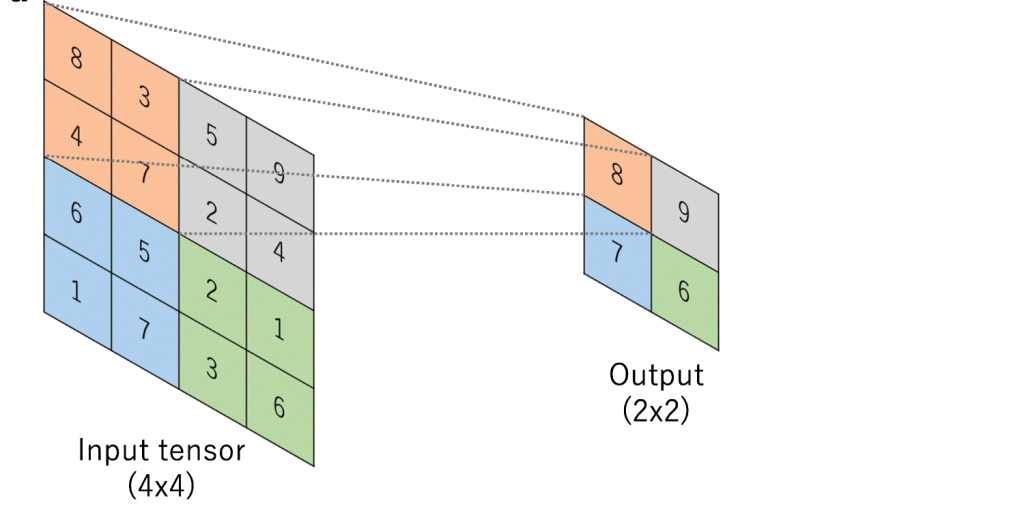 8 3 5 9
4 7 2 4
6 5 2 1
1 7 3 6
Input tensor
(4x4)
8 9
7 6
Output
(2x2)